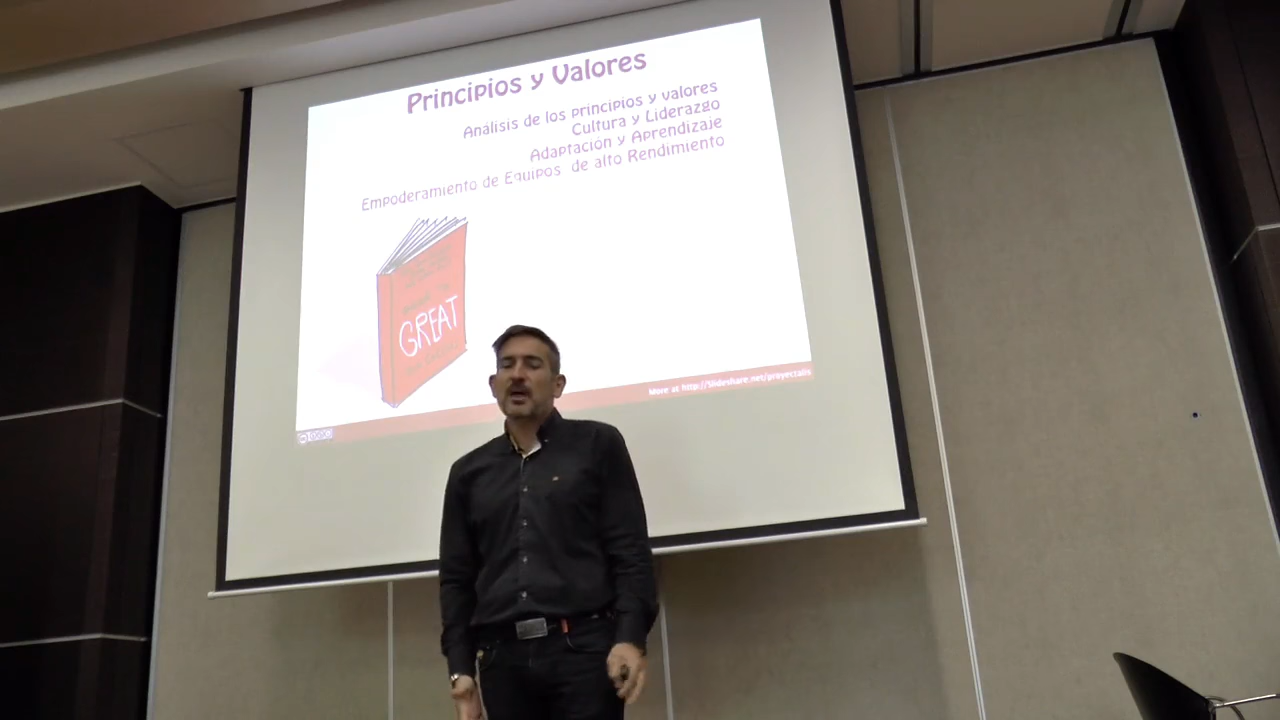 Principios y Valores
Análisis de los principios y valores
Cultura y Liderazgo
Adaptación y Aprendizaje
Empoderamiento de Equipos de alto Rendimiento
GREAT
More at http://Slideshare.net/proyectalis